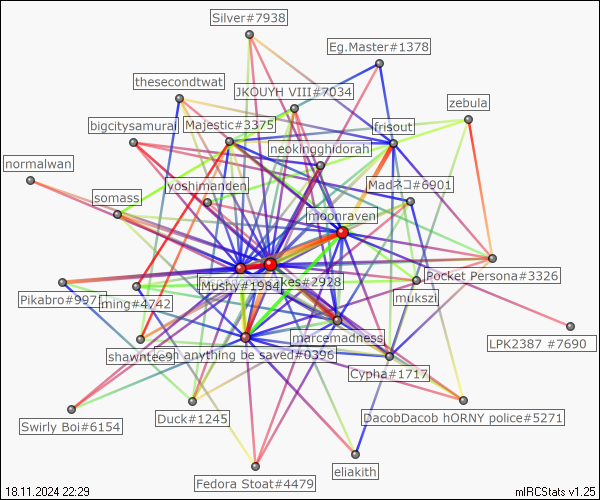 Silver#7938
Eg.Master#1378
thesecondtwat
JKOUYH VIII#7034
zebula
bigcitysamurai
Majestic#3375
frisout
neokingghidorah
normalwan
yoshimanden
Madネコ#6901
somass
moonraven
Mushy#1984
kes#2928
Pocket Persona#3326
Pikabro#997
ming#4742
mukszi
marcemadness
LPK2387 #7690
shawntee9
n anything be saved#0396
Cypha#1717
Swirly Boi#6154
Duck#1245
DacobDacob hORNY police#5271
Fedora Stoat#4479
eliakith
18.11.2024 22:29
mIRCStats v1.25